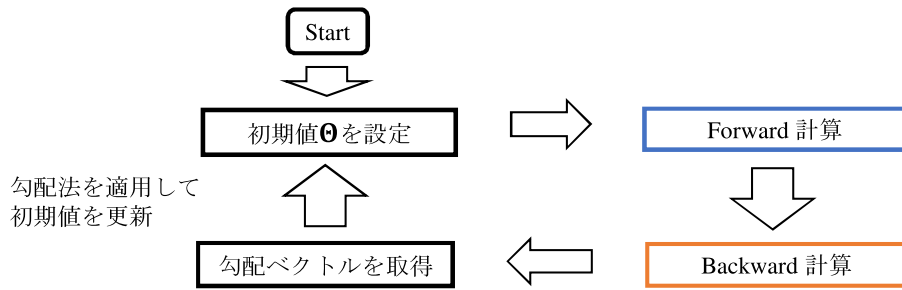 Start
初期値Θを設定
Forward 計算
勾配法を適用して
初期値を更新
勾配ベクトルを取得
Backward 計算